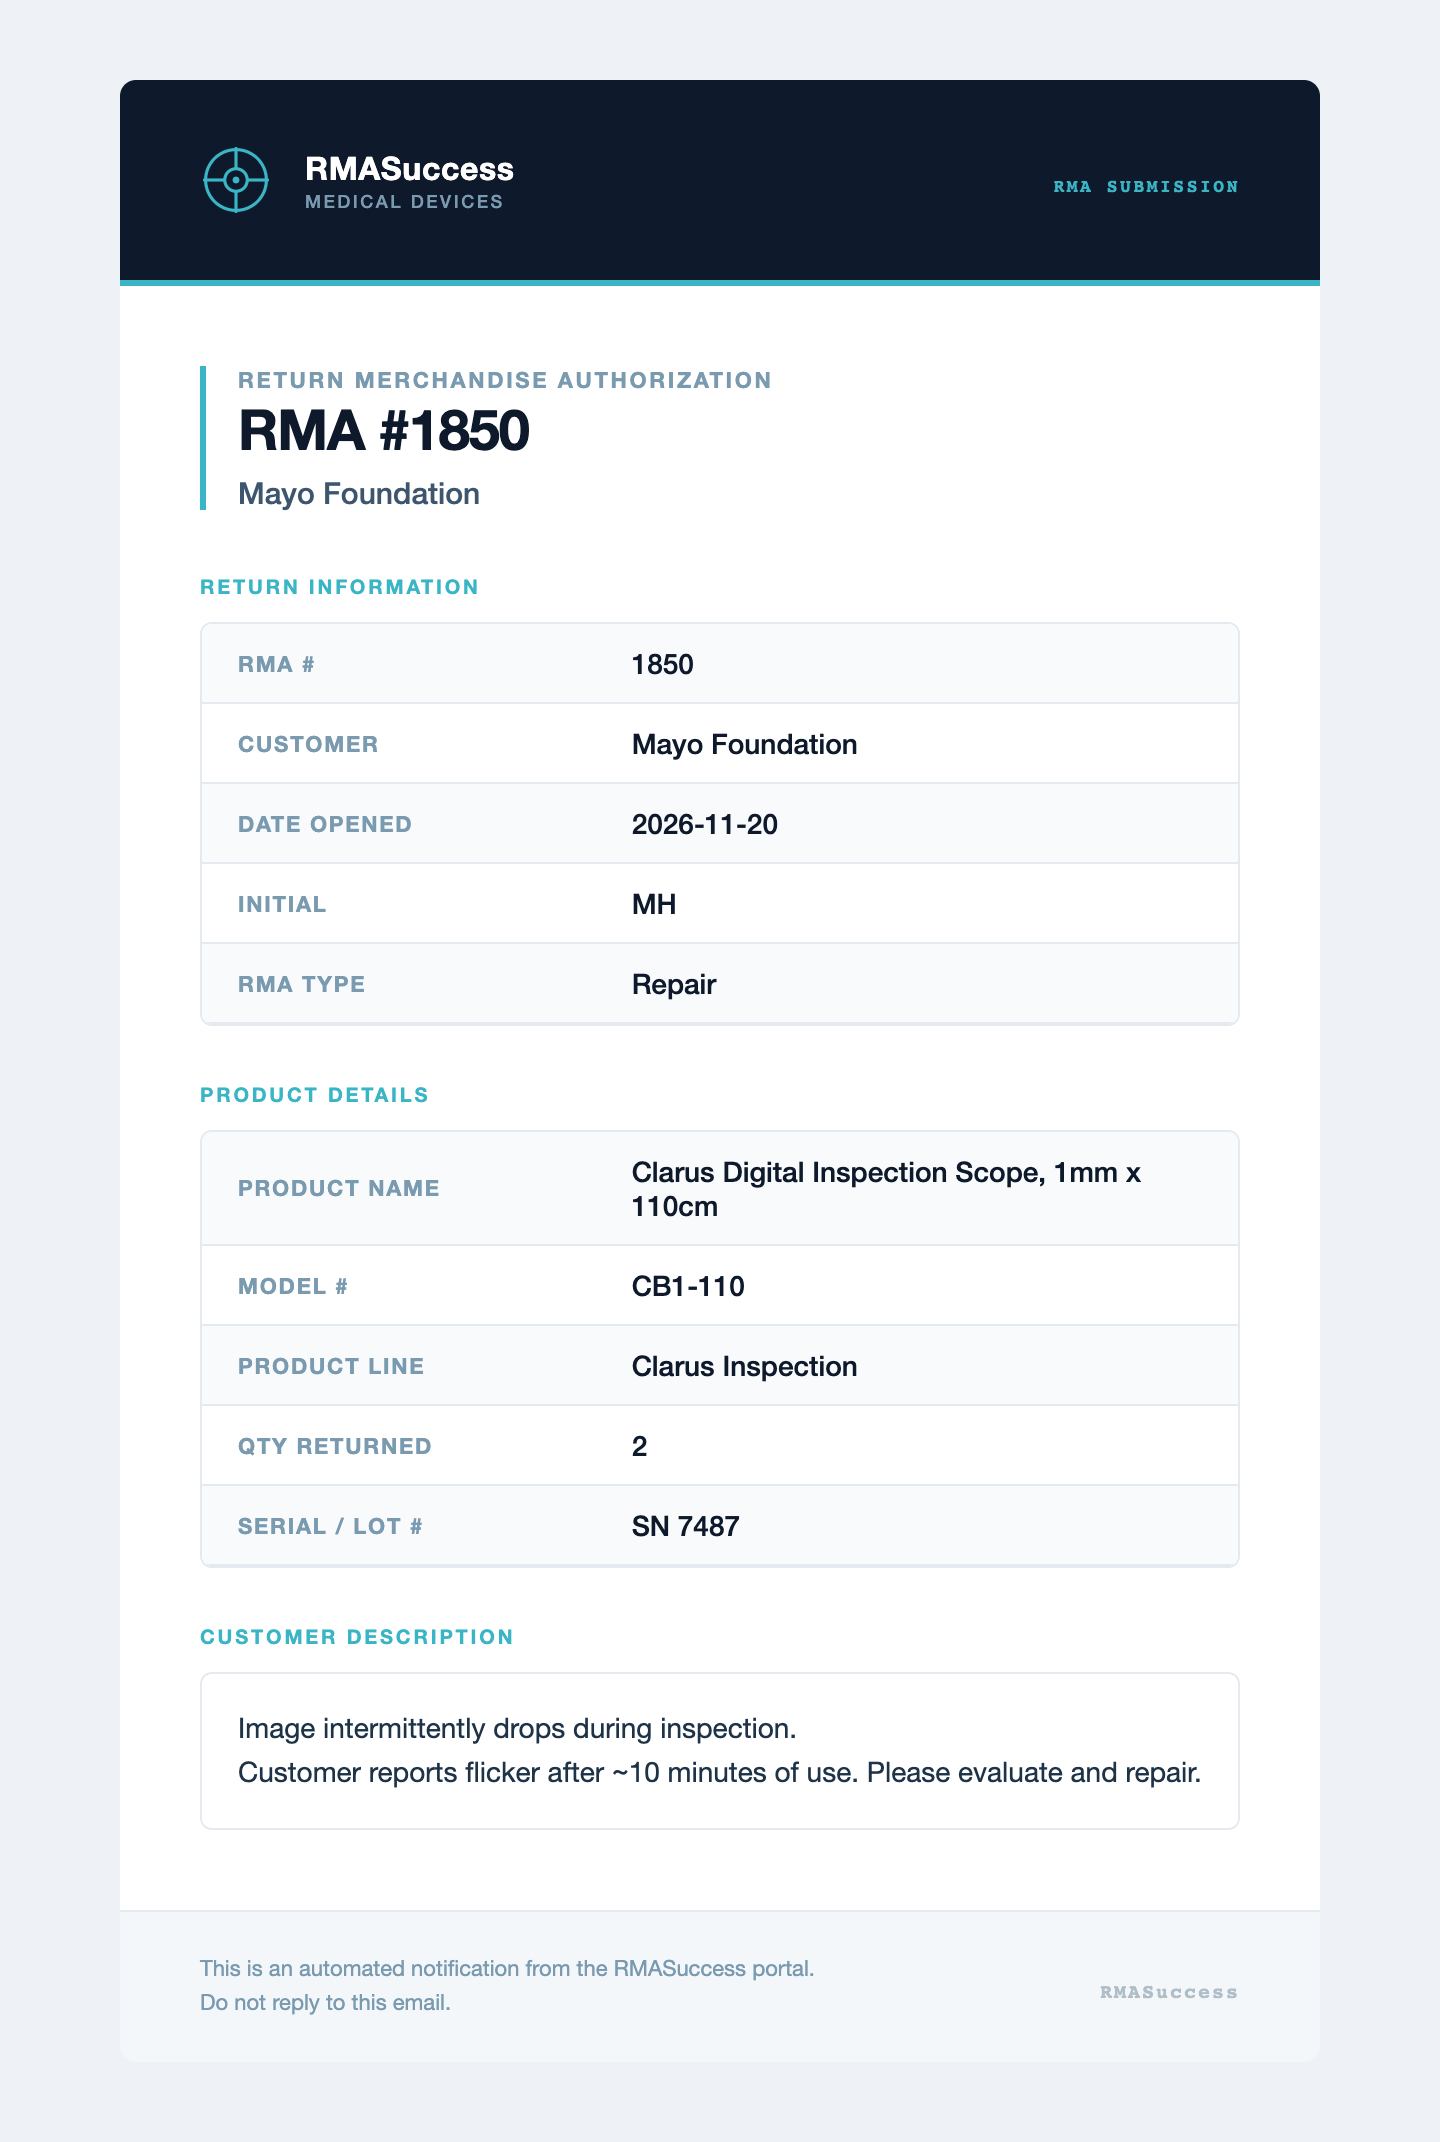 RMASuccess
MEDICAL DEVICES
RMA SUBMISSION
RETURN MERCHANDISE AUTHORIZATION
RMA #1850
Mayo Foundation
RETURN INFORMATION
RMA # 1850
CUSTOMER Mayo Foundation
DATE OPENED 2026-11-20
INITIAL MH
RMA TYPE Repair
PRODUCT DETAILS
PRODUCT NAME Clarus Digital Inspection Scope, 1mm x
110cm
MODEL # CB1-110
PRODUCT LINE Clarus Inspection
QTY RETURNED 2
SERIAL / LOT # SN 7487
CUSTOMER DESCRIPTION
Image intermittently drops during inspection.
Customer reports flicker after ~10 minutes of use. Please evaluate and repair.
This is an automated notification from the RMASuccess portal.
Do not reply to this email.
RMASuccess